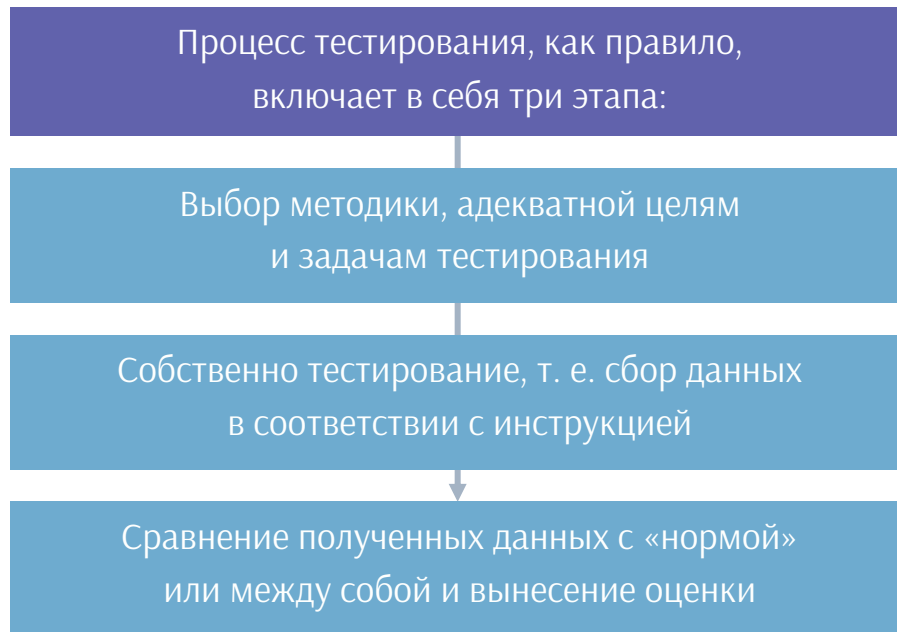 Процесс тестирования, как правило,
включает в себя три этапа:
Выбор методики, адекватной целям
и задачам тестирования
Собственно тестирование, т. е. сбор данных
в соответствии с инструкцией
Сравнение полученных данных с «нормой»
или между собой и вынесение оценки